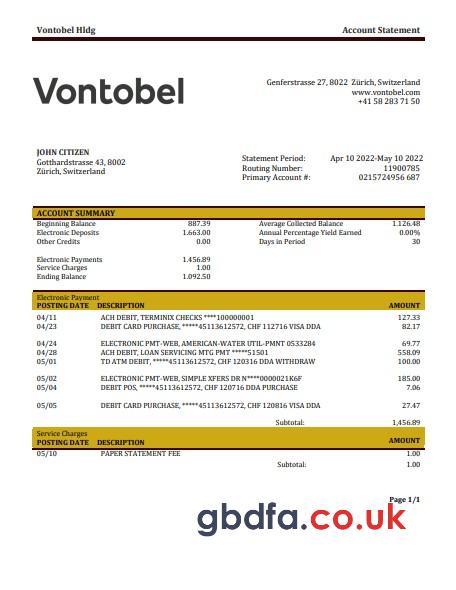 Vontobel Hldg Account Statement
Vontobel
Genferstrasse 27, 8022 Zürich, Switzerland
www.vontobel.com
+41 58 283 71 50
JOHN CITIZEN
Gotthardstrasse 43, 8002
Zürich, Switzerland
Statement Period: Apr 10 2022-May 10 2022
Routing Number: 11900785
Primary Account #: 0215724956 687
ACCOUNT SUMMARY
Beginning Balance 887.39 Average Collected Balance 1.126.48
Electronic Deposits 1.663.00 Annual Percentage Yield Earned 0.00%
Other Credits 0.00 Days in Period 30
Electronic Payments 1.456.89
Service Charges 1.00
Ending Balance 1.092.50
Electronic Payment
POSTING DATE DESCRIPTION AMOUNT
04/11 ACH DEBIT, TERMINIX CHECKS ****100000001 127.33
04/23 DEBIT CARD PURCHASE, *****45113612572, CHF 112716 VISA DDA 82.17
04/24 ELECTRONIC PMT-WEB, AMERICAN-WATER UTIL-PMNT 0533284 69.77
04/28 ACH DEBIT, LOAN SERVICING MTG PMT *****51501 558.09
05/01 TD ATM DEBIT, *****45113612572, CHF 120316 DDA WITHDRAW 100.00
05/02 ELECTRONIC PMT-WEB, SIMPLE XFERS DR N****0000021K6F 185.00
05/04 DEBIT POS, *****45113612572, CHF 120716 DDA PURCHASE 7.06
05/05 DEBIT CARD PURCHASE, *****45113612572, CHF 120816 VISA DDA 27.47
Subtotal: 1,456.89
Service Charges
POSTING DATE DESCRIPTION AMOUNT
05/10 PAPER STATEMENT FEE 1.00
Subtotal: 1.00
Page 1/1
gbdfa.co.uk